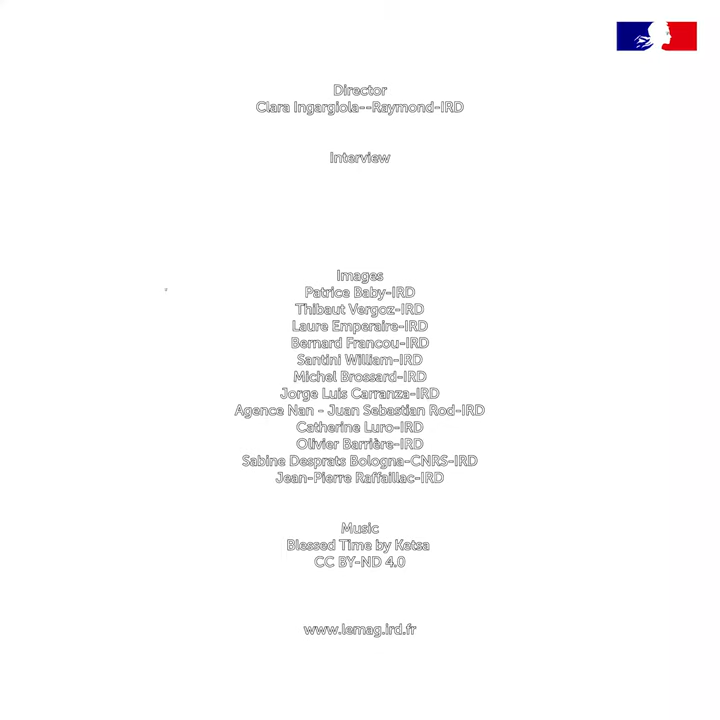 Director
Clara Ingargiola--Raymond-IRD
Interview
Images
Patrice Baby-IRD
Thibaut Vergoz-IRD
Laure Emperaire-IRD
Bernard Francou-IRD
Santini William-IRD
Michel Brossard-IRD
Jorge Luis Carranza-IRD
Agence Nan - Juan Sebastian Rod-IRD
Catherine Luro-IRD
Olivier Barrière-IRD
Sabine Desprats Bologna-CNRS-IRD
Jean-Pierre Raffaillac-IRD
Music
Blessed Time by Ketsa
CC BY-ND 4.0
www.lemag.ird.fr